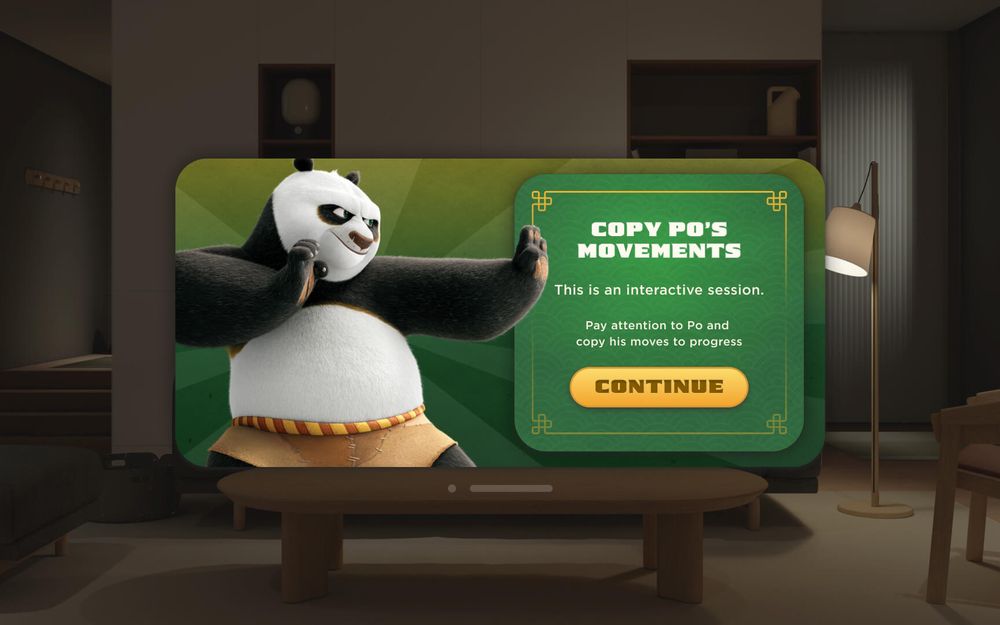 COPY PO'S
MOVEMENTS
This is an interactive session.
Pay attention to Po and
copy his moves to progress
CONTINUE